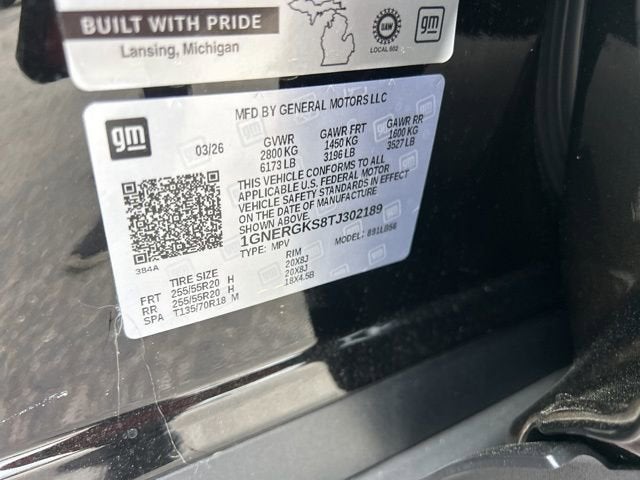 BUILT WITH PRIDE
Lansing, Michigan
UAW
LOCAL 602
gm
MFD BY GENERAL MOTORS LLC
gm
03/26
GVWR GAWR FRT GAWR RR
2800 KG 1450 KG 1600 KG
6173 LB 3196 LB 3527 LB
THIS VEHICLE CONFORMS TO ALL
APPLICABLE U.S. FEDERAL MOTOR
VEHICLE SAFETY STANDARDS IN EFFECT
ON THE DATE OF MANUFACTURE
SHOWN ABOVE.
1GNERGKS8TJ302189
TYPE: MPV MODEL: 891LB56
3B4A
TIRE SIZE RIM
FRT 255/55R20 H 20X8J
RR 255/55R20 H 20X8J
SPA T135/70R18 M 18X4.5B